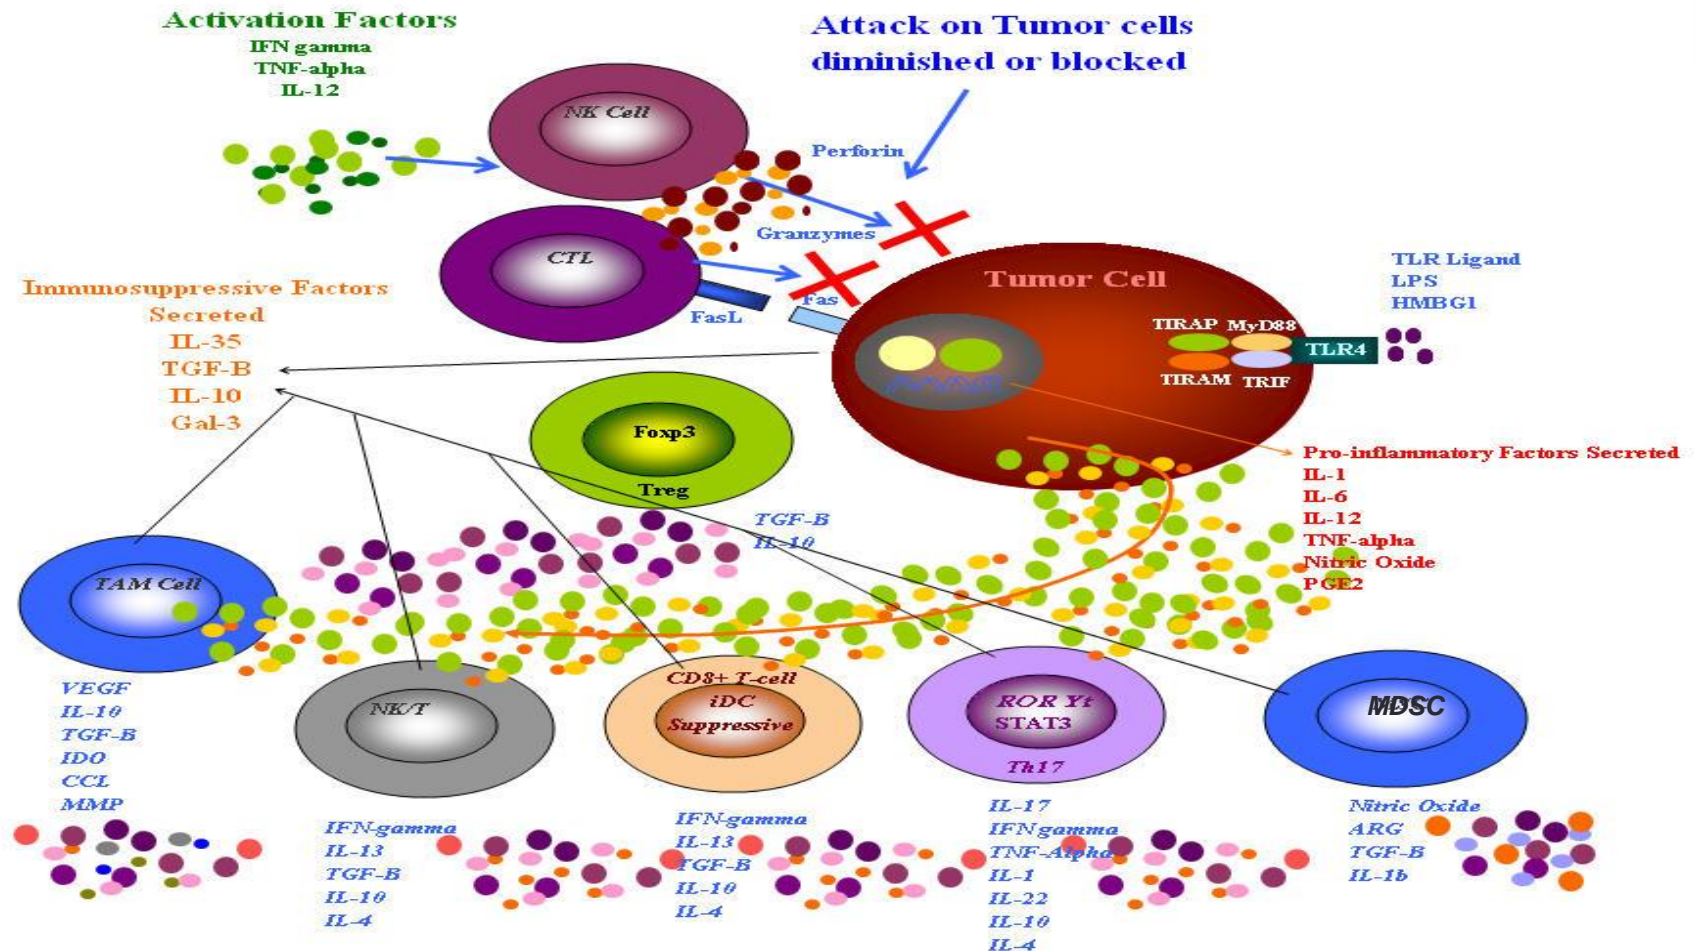 Activation Factors
IFN gamma
TNF-alpha
IL-12
Attack on Tumor cells
diminished or blocked
NK Cell
Perforin
Granzymes
CTL
FasL
Fas
Tumor Cell
TIRAP MyD88
TIRAM TRIF
TLR4
TLR Ligand
LPS
HMBG1
Immunosuppressive Factors
Secreted
IL-35
TGF-B
IL-10
Gal-3
Foxp3
Treg
TGF-B
IL-10
Pro-inflammatory Factors Secreted
IL-1
IL-6
IL-12
TNF-alpha
Nitric Oxide
PGE2
TAM Cell
VEGF
IL-10
TGF-B
IDO
CCL
MMP
NK/T
IFN-gamma
IL-13
TGF-B
IL-10
IL-4
CD8+ T-cell
iDC
Suppressive
IFN-gamma
IL-13
TGF-B
IL-10
IL-4
ROR Yt
STAT3
Th17
IL-17
IFN gamma
TNF-Alpha
IL-1
IL-22
IL-10
IL-4
MDSC
Nitric Oxide
ARG
TGF-B
IL-1b